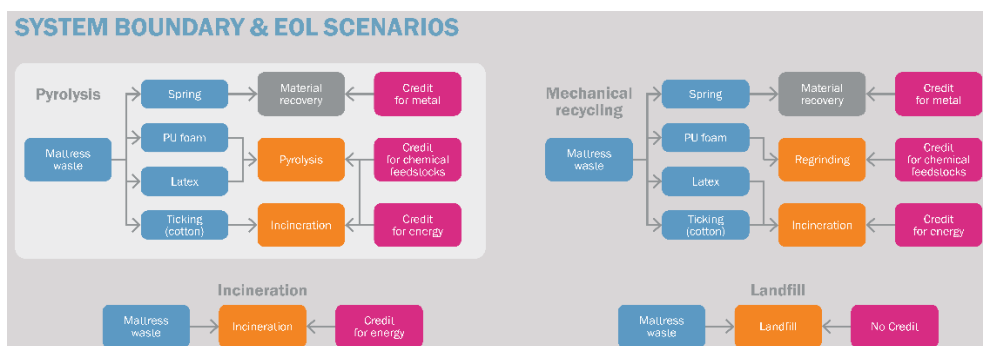 SYSTEM BOUNDARY & EOL SCENARIOS
Pyrolysis
Mattress
waste
Spring
PU foam
Latex
Ticking
(cotton)
Material
recovery
Pyrolysis
Incineration
Credit
for metal
Credit
for chemical
feedstocks
Credit
for energy
Mechanical
recycling
Mattress
waste
Spring
PU foam
Latex
Ticking
(cotton)
Material
recovery
Regrinding
Incineration
Credit
for metal
Credit
for chemical
feedstocks
Credit
for energy
Incineration
Mattress
waste
Incineration
Credit
for energy
Landfill
Mattress
waste
Landfill
No Credit